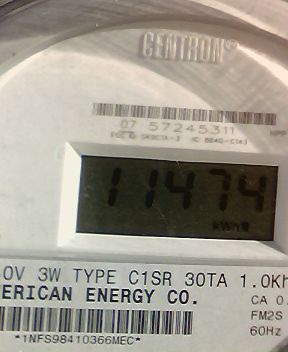 CENTRON®
07 57245311
11474
kWh
0V 3W TYPE C1SR 30TA 1.0Kh
ERICAN ENERGY CO.
CA 0.
FM2S
60Hz
*1NFS98410366MEC*